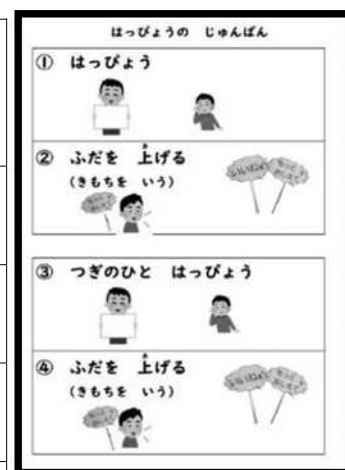 はっぴょうの じゅんばん
① はっぴょう
② ふだを 上げる
あ
(きもちを いう)
③ つぎのひと はっぴょう
④ ふだを 上げる
あ
(きもちを いう)